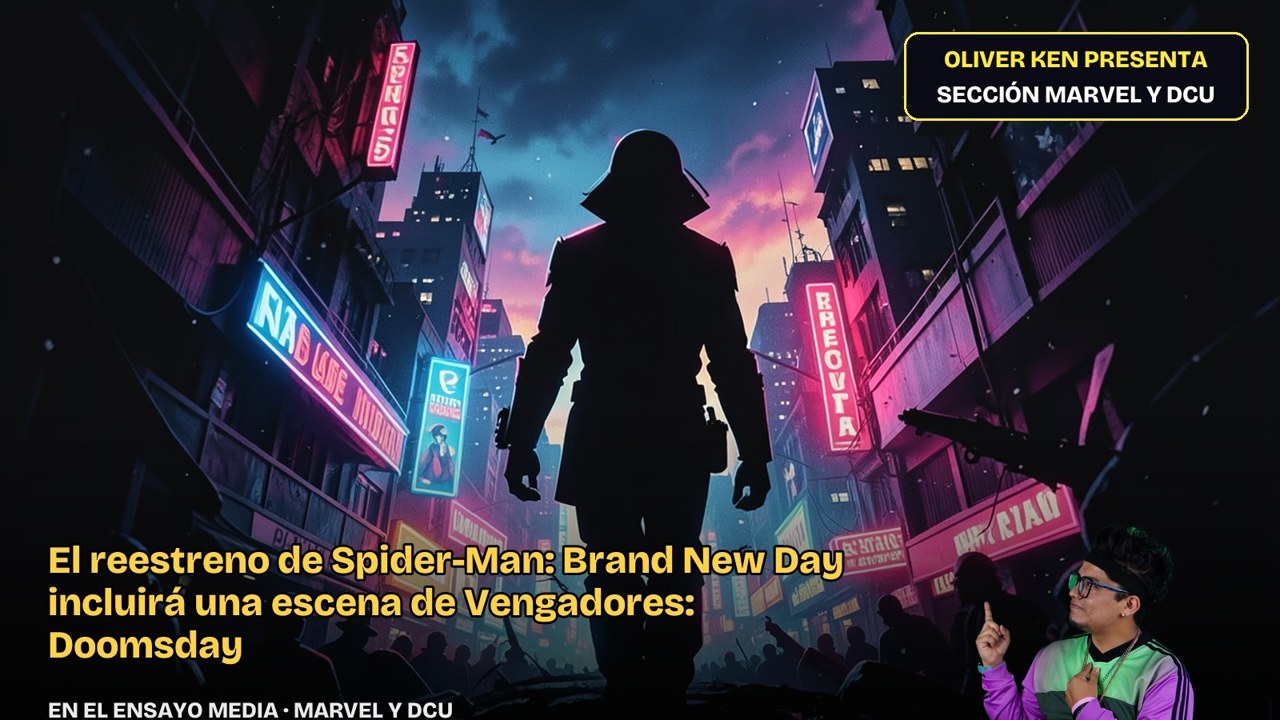 OLIVER KEN PRESENTA
SECCIÓN MARVEL Y DCU
El reestreno de Spider-Man: Brand New Day
incluirá una escena de Vengadores:
Doomsday
EN EL ENSAYO MEDIA · MARVEL Y DCU